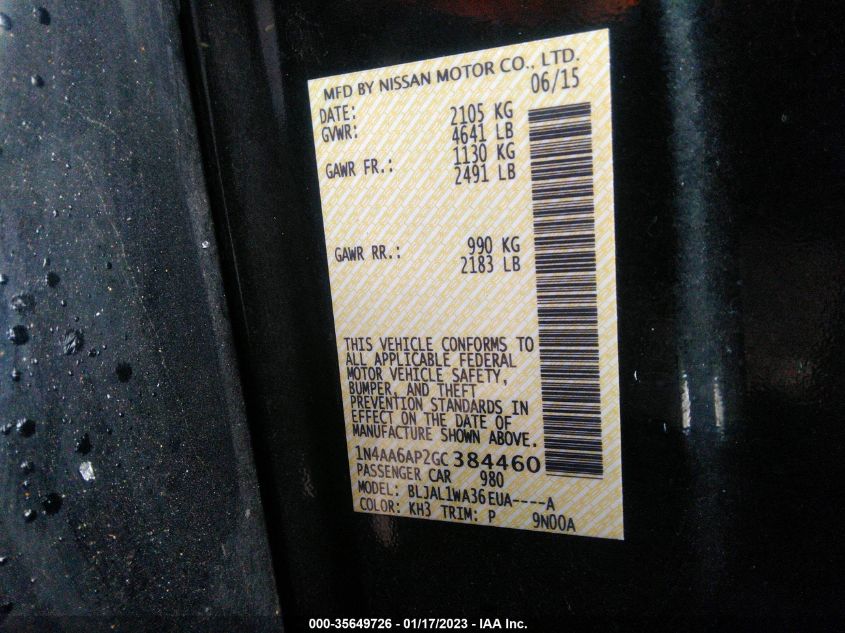 MFD BY NISSAN MOTOR CO., LTD.
DATE: 06/15
GVWR: 2105 KG
4641 LB
GAWR FR.: 1130 KG
2491 LB
GAWR RR.: 990 KG
2183 LB
THIS VEHICLE CONFORMS TO
ALL APPLICABLE FEDERAL
MOTOR VEHICLE SAFETY,
BUMPER, AND THEFT
PREVENTION STANDARDS IN
EFFECT ON THE DATE OF
MANUFACTURE SHOWN ABOVE.
1N4AA6AP2GC384460
PASSENGER CAR 980
MODEL: BLJAL1WA36EUA----A
COLOR: KH3 TRIM: P 9N00A
000-35649726 - 01/17/2023 - IAA Inc.